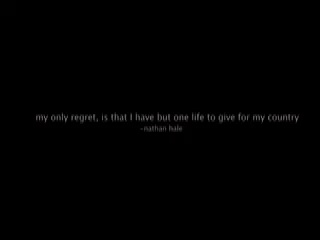 my only regret, is that I have but one life to give for my country
-nathan hale